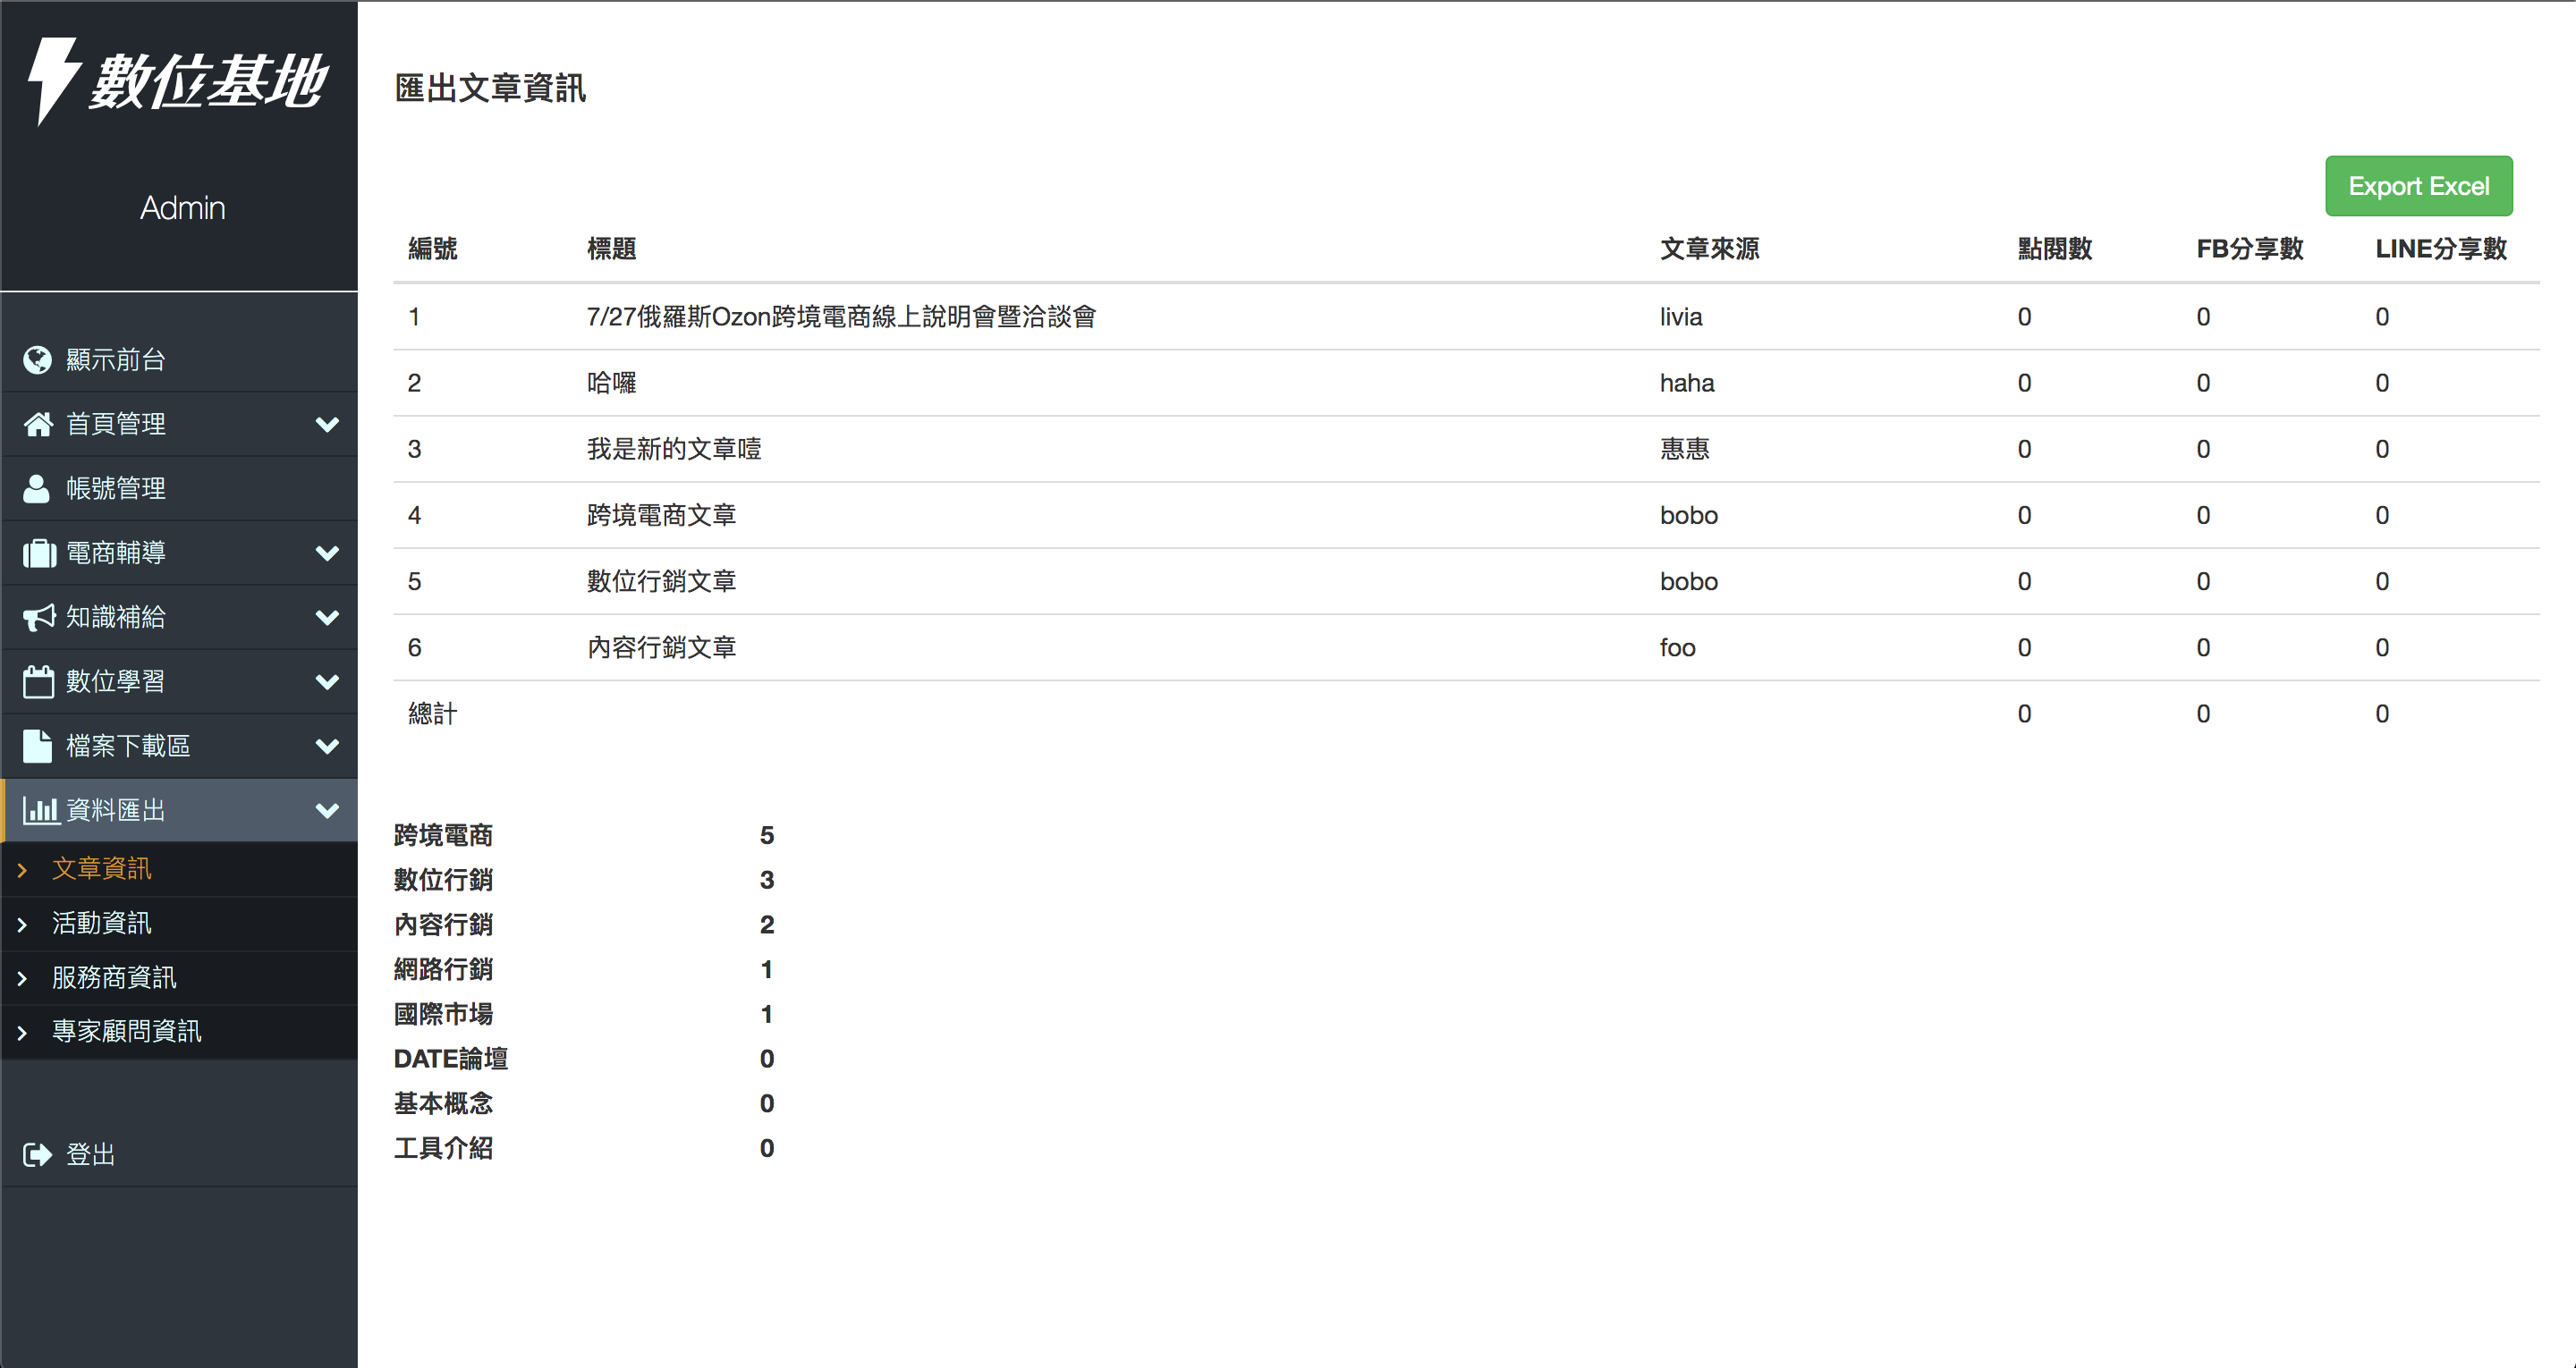 數位基地
Admin
顯示前台
首頁管理
帳號管理
電商輔導
知識補給
數位學習
檔案下載區
資料匯出
文章資訊
活動資訊
服務商資訊
專家顧問資訊
登出
匯出文章資訊
Export Excel
編號 標題 文章來源 點閱數 FB分享數 LINE分享數
1 7/27俄羅斯Ozon跨境電商線上說明會暨洽談會 livia 0 0 0
2 哈囉 haha 0 0 0
3 我是新的文章噎 惠惠 0 0 0
4 跨境電商文章 bobo 0 0 0
5 數位行銷文章 bobo 0 0 0
6 內容行銷文章 foo 0 0 0
總計 0 0 0
跨境電商 5
數位行銷 3
內容行銷 2
網路行銷 1
國際市場 1
DATE論壇 0
基本概念 0
工具介紹 0